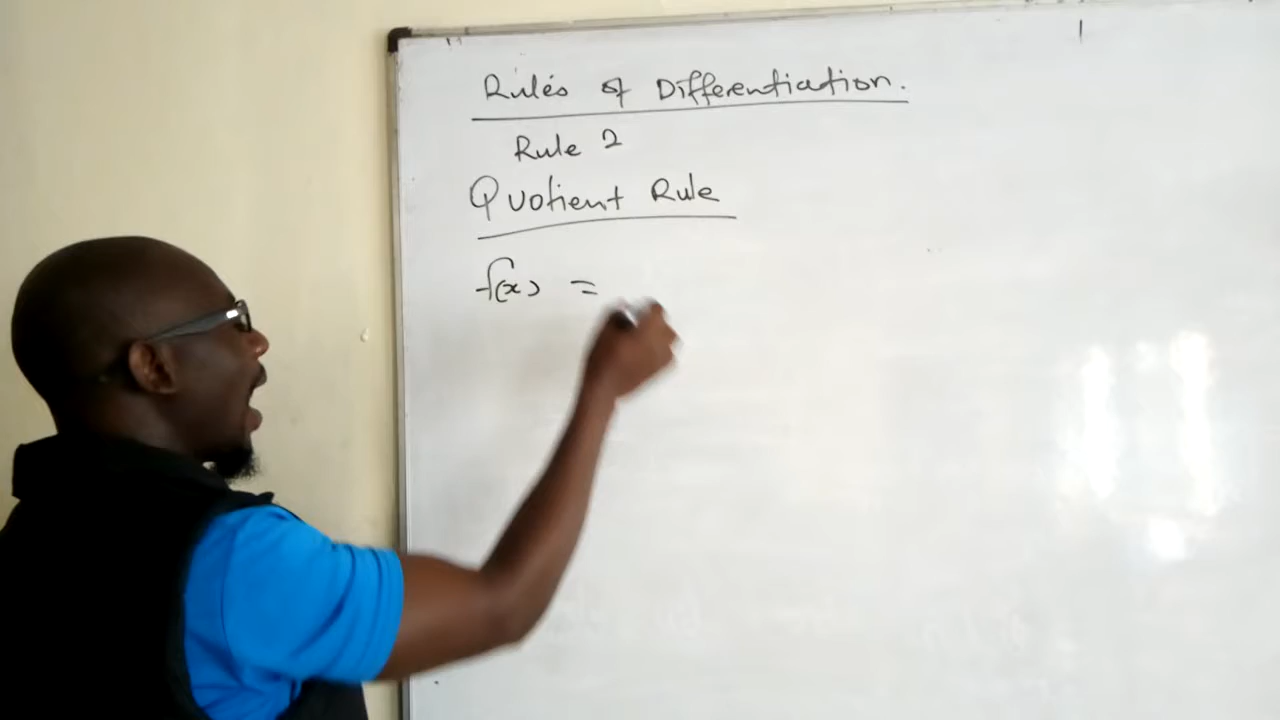 Rules of Differentiation.
Rule 2
Quotient Rule
f(x) =